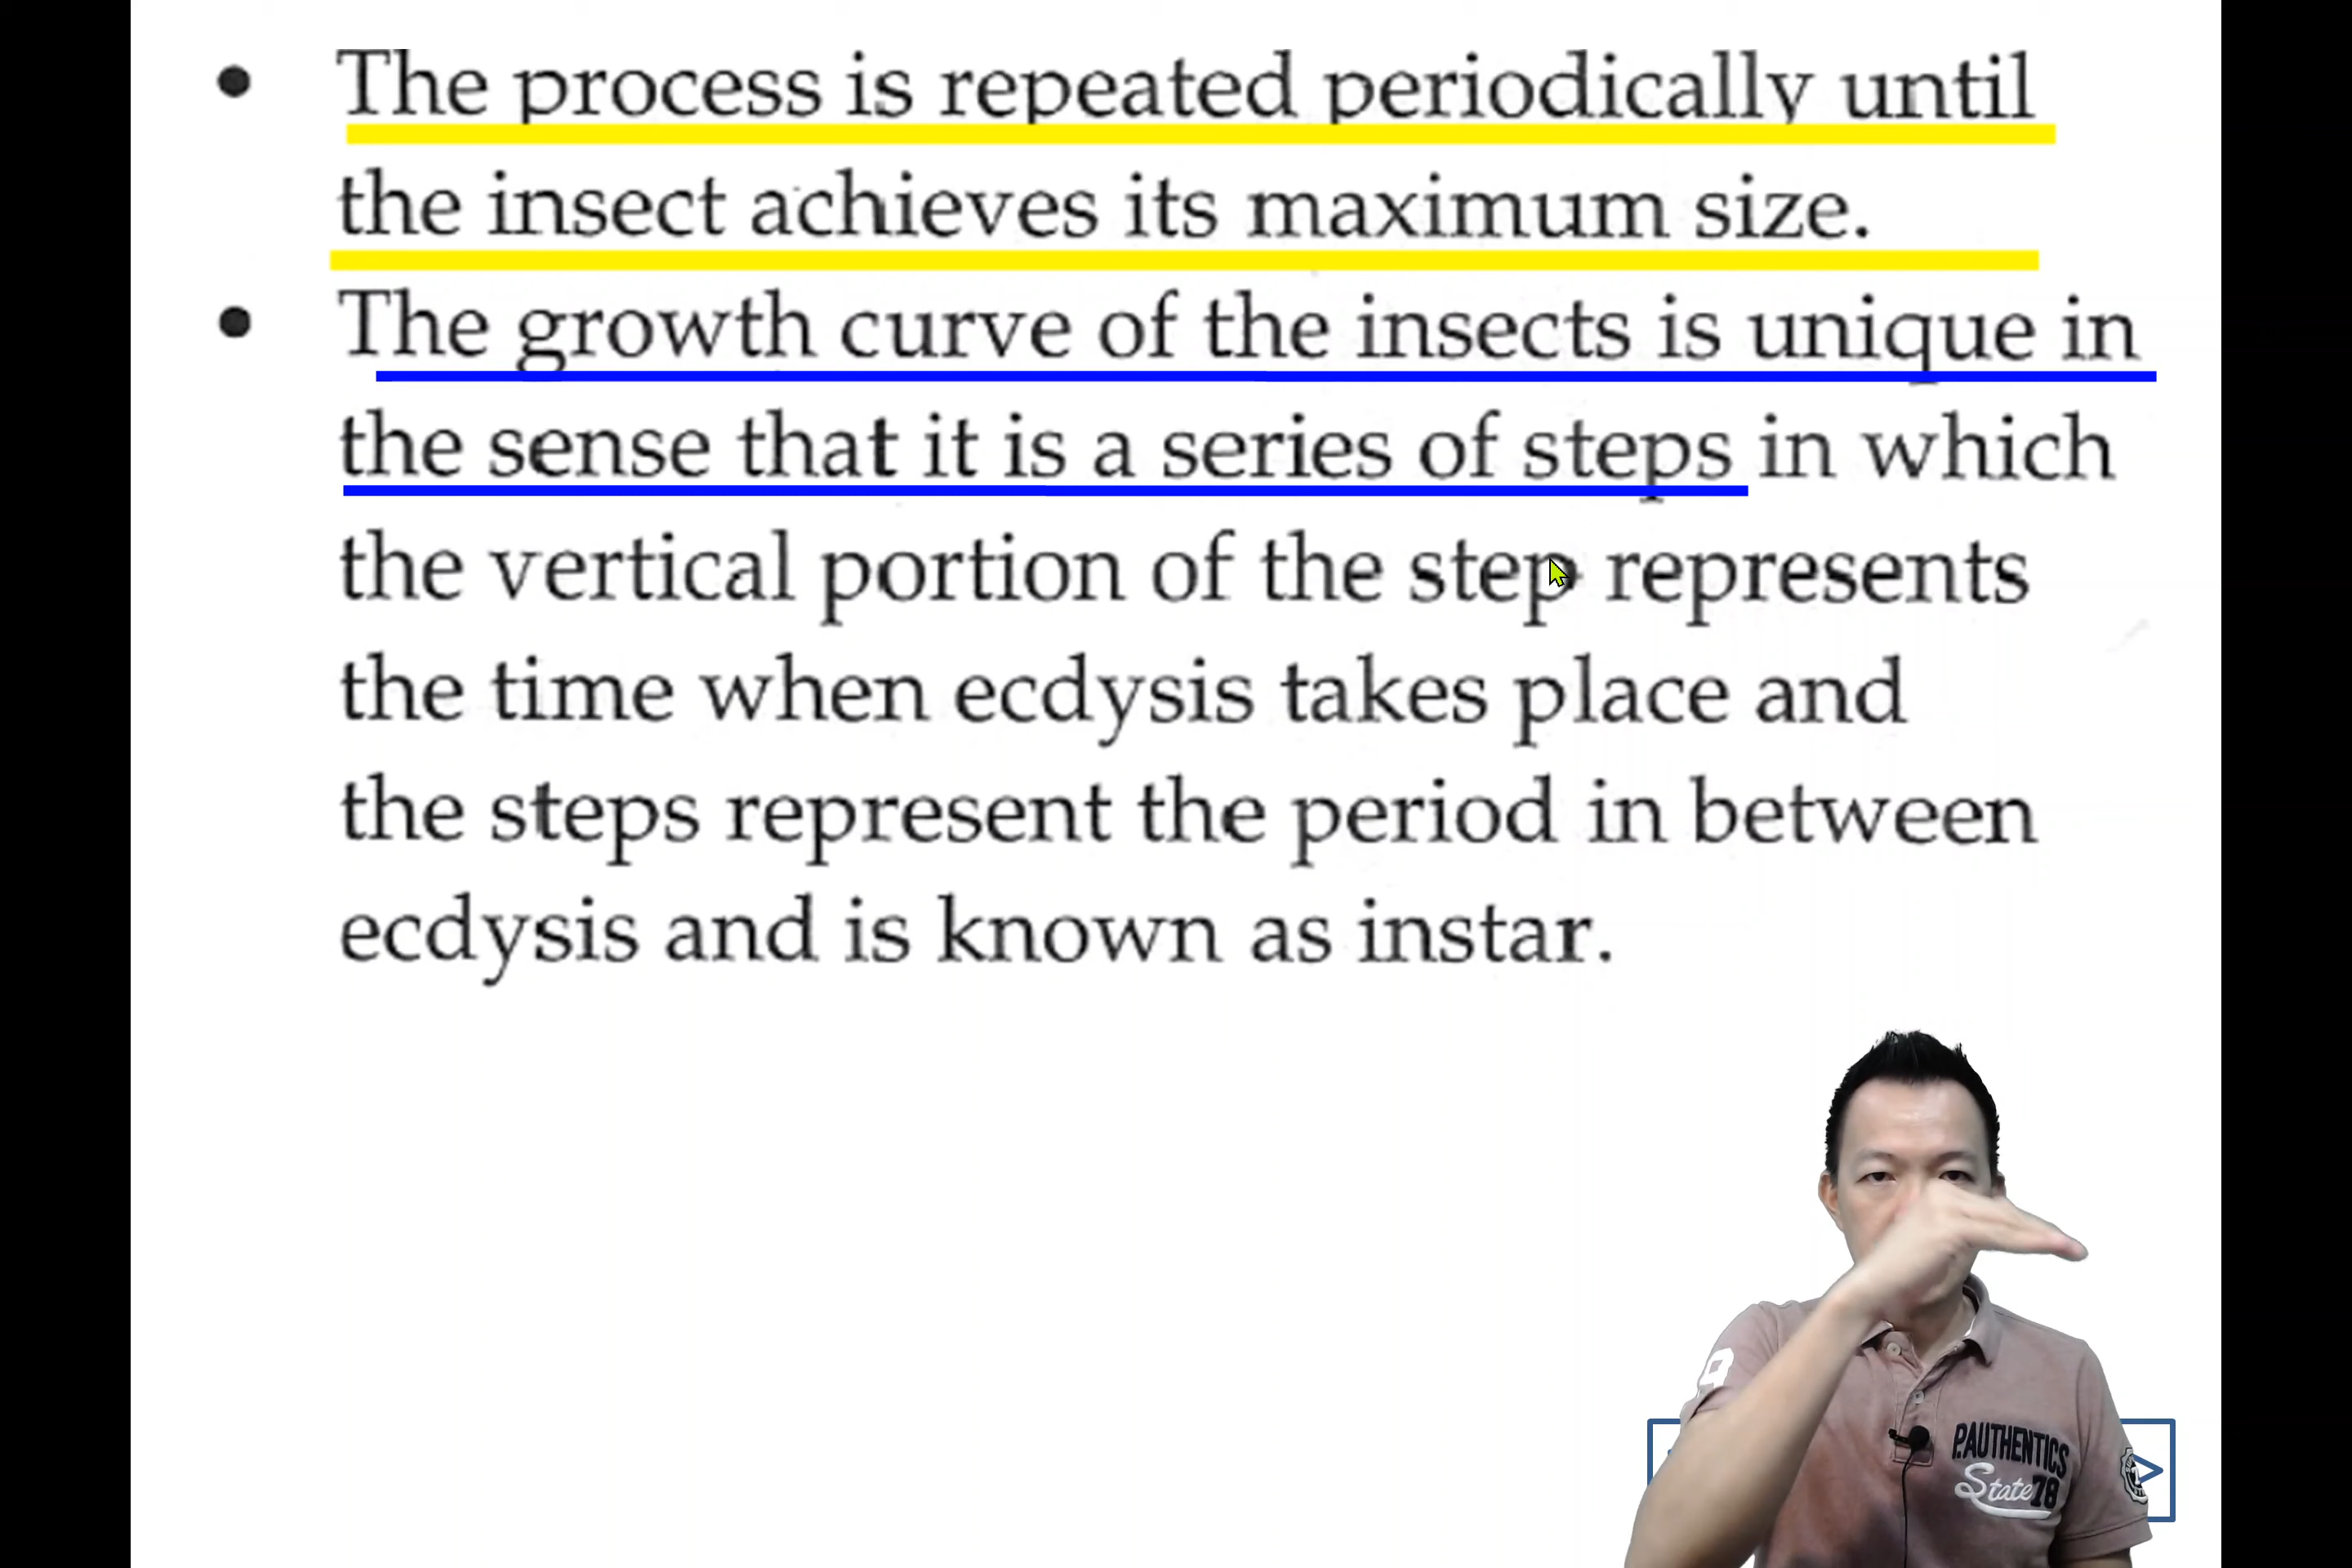 • The process is repeated periodically until
the insect achieves its maximum size.
• The growth curve of the insects is unique in
the sense that it is a series of steps in which
the vertical portion of the step represents
the time when ecdysis takes place and
the steps represent the period in between
ecdysis and is known as instar.
9
P.AUTHENTICS
State 78